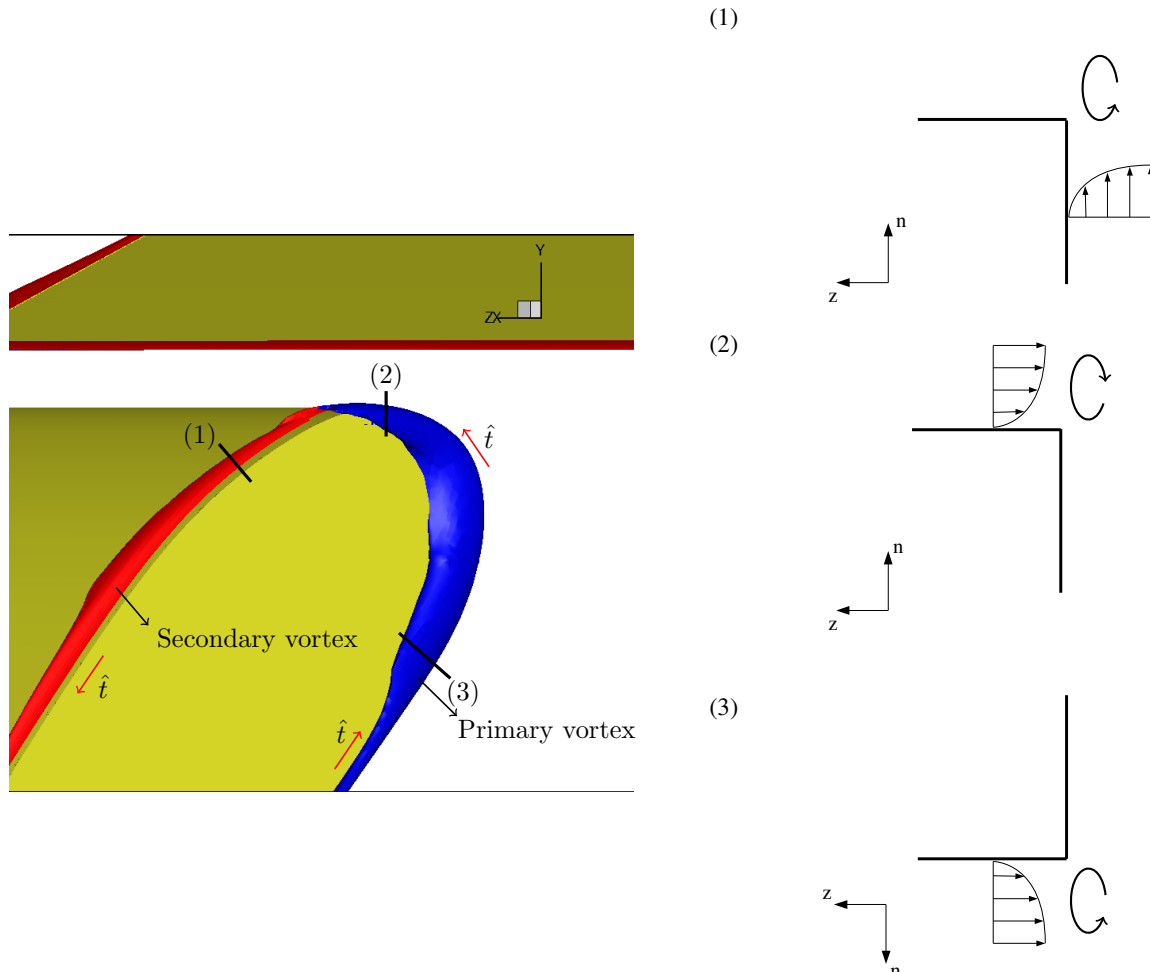 Y
ZX
(1)
(2)
t̂
Secondary vortex
t̂
(3)
t̂
Primary vortex
(1)
n
z
(2)
n
z
(3)
z
n